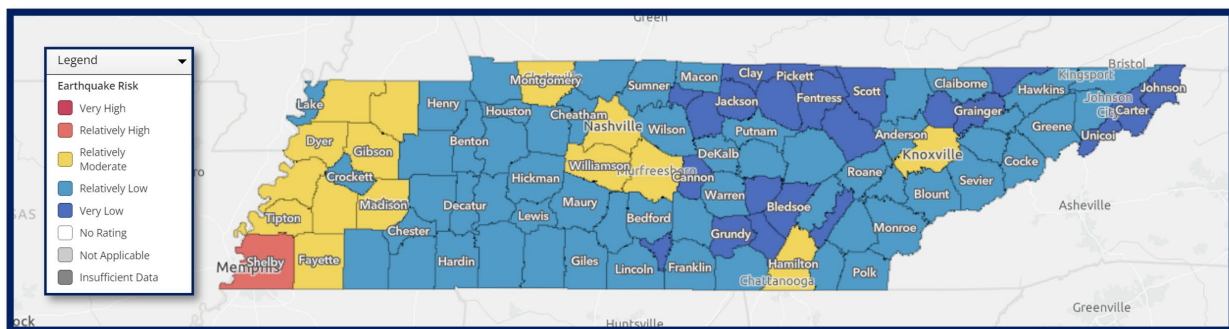 Green
Legend
Earthquake Risk
Very High
Relatively High
Relatively
Moderate
Relatively Low
Very Low
No Rating
Not Applicable
Insufficient Data
Bristol
Kingsport
Johnson
City
Montgomery
Macon
Clay
Pickett
Scott
Claiborne
Hawkins
Johnson
Lake
Henry
Houston
Sumner
Jackson
Fentress
Grainger
Carter
Cheatham
Nashville
Wilson
Putnam
Anderson
Greene
Unicoi
Dyer
Gibson
Benton
DeKalb
Knoxville
Cocke
Crockett
Williamson
Murfreesboro
Cannon
Roane
Sevier
Hickman
Warren
Blount
Madison
Decatur
Maury
Bledsoe
Tipton
Lewis
Bedford
Monroe
Chester
Grundy
Memphis
Shelby
Fayette
Hardin
Giles
Lincoln
Franklin
Hamilton
Polk
Chattanooga
Asheville
Greenville
Huntsville
ro
SAS
ock